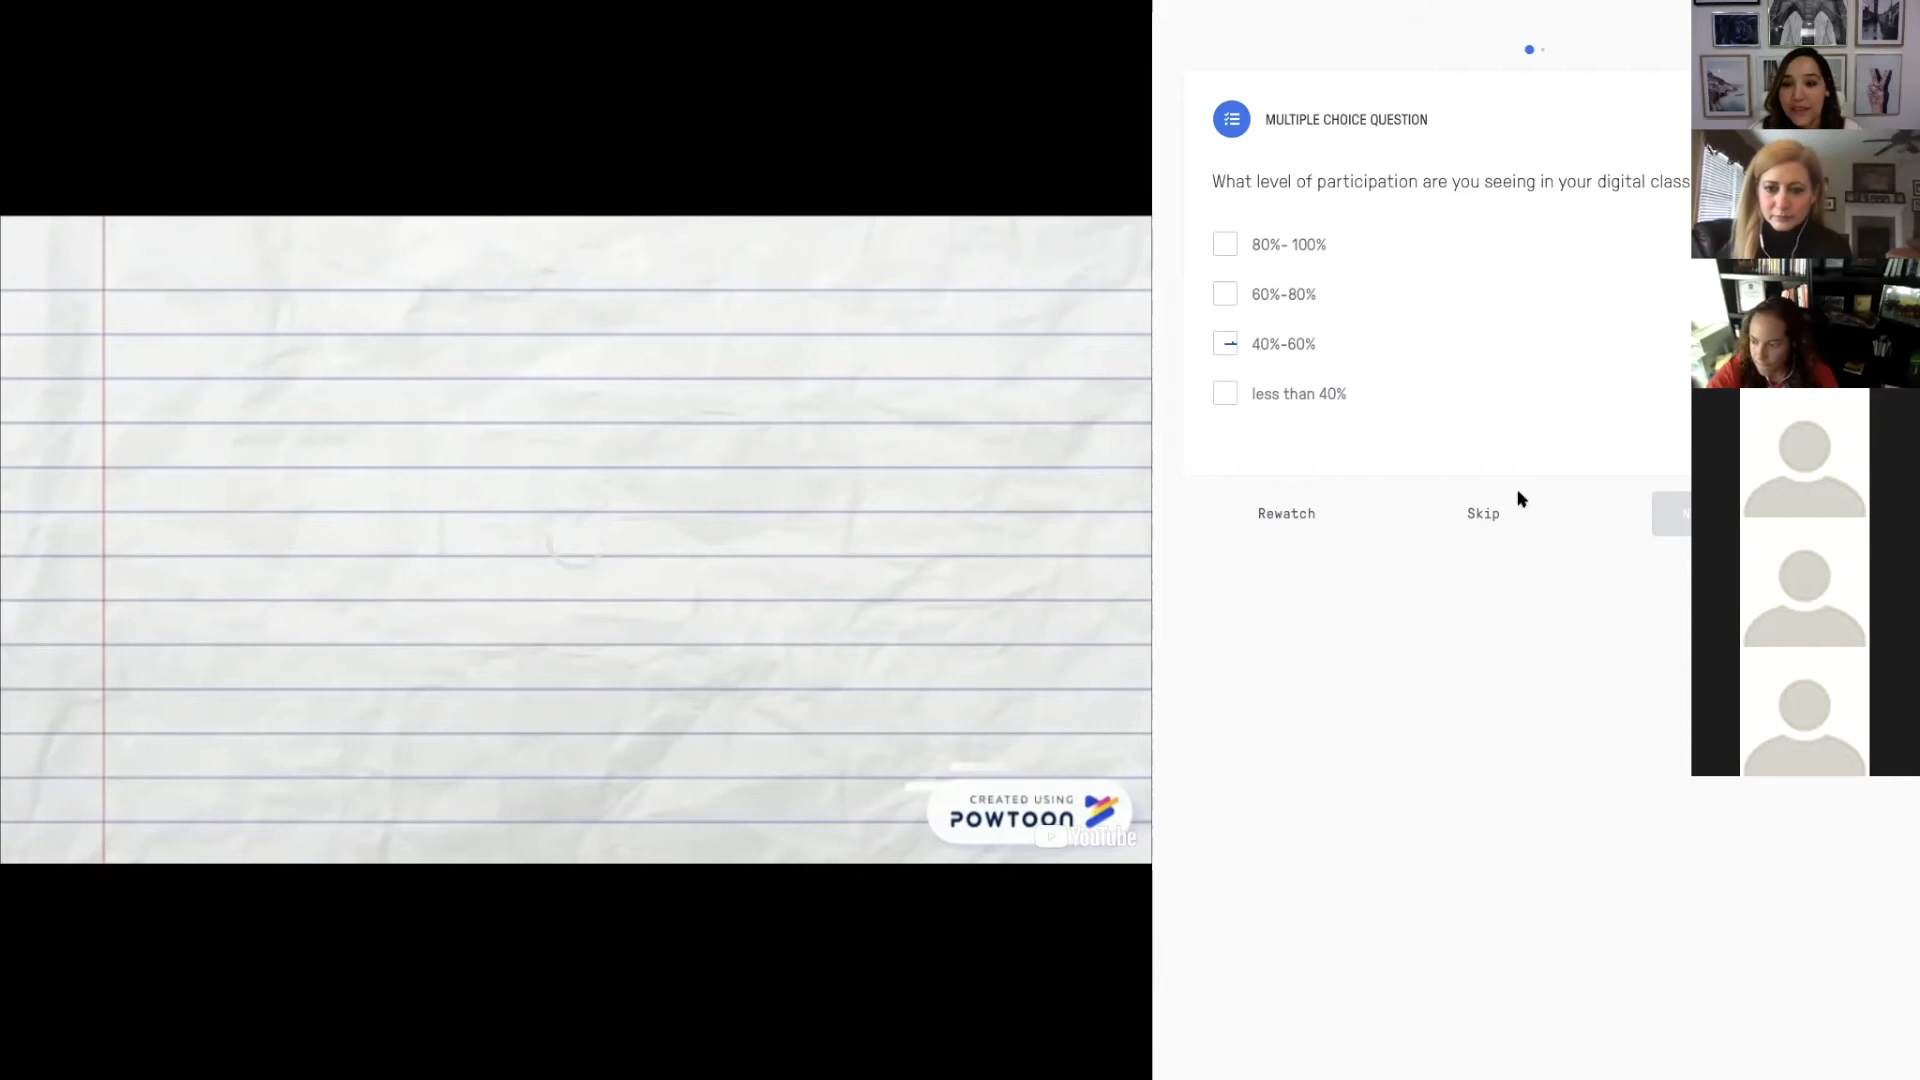 MULTIPLE CHOICE QUESTION
What level of participation are you seeing in your digital class
80%- 100%
60%-80%
40%-60%
less than 40%
Rewatch
Skip
N
CREATED USING
POWTOON
YouTube